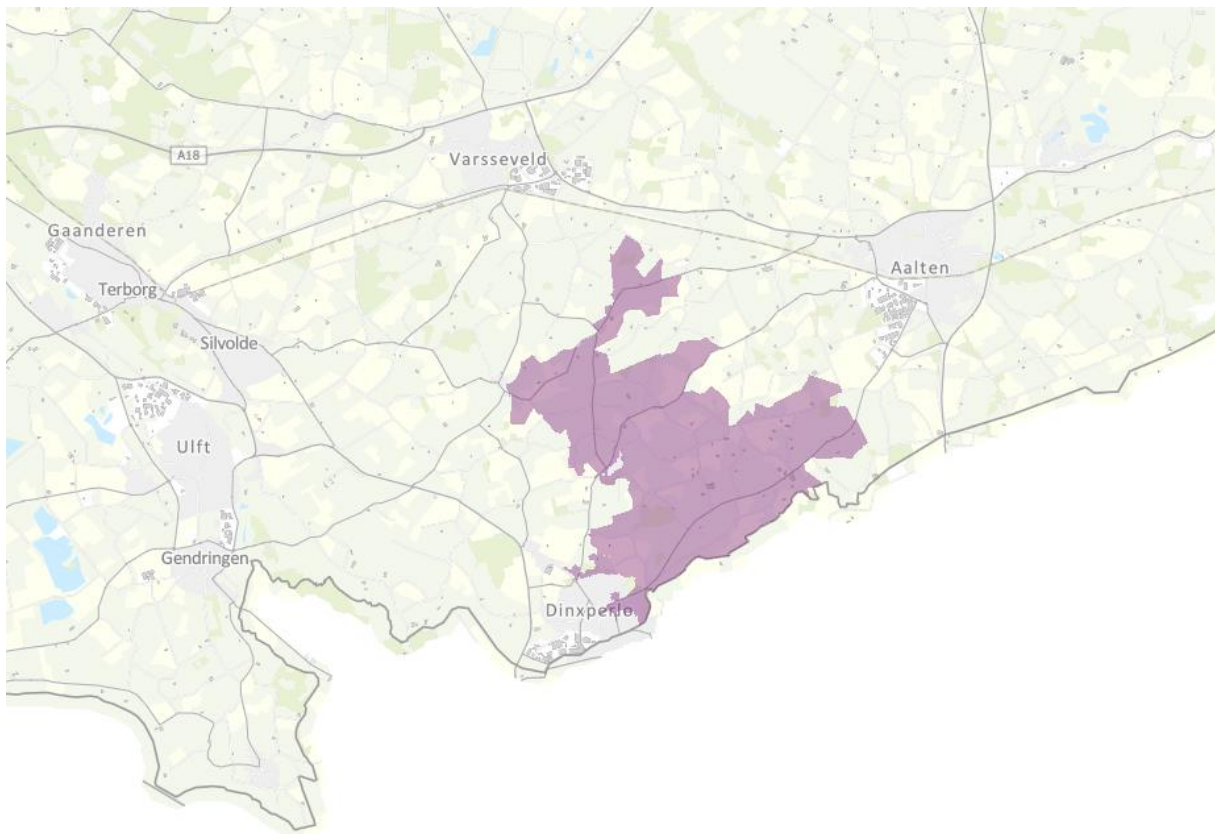 A18
Varsseveld
Gaanderen
Aalten
Terborg
Silvolde
Ulft
Gendringen
Dinxperlo